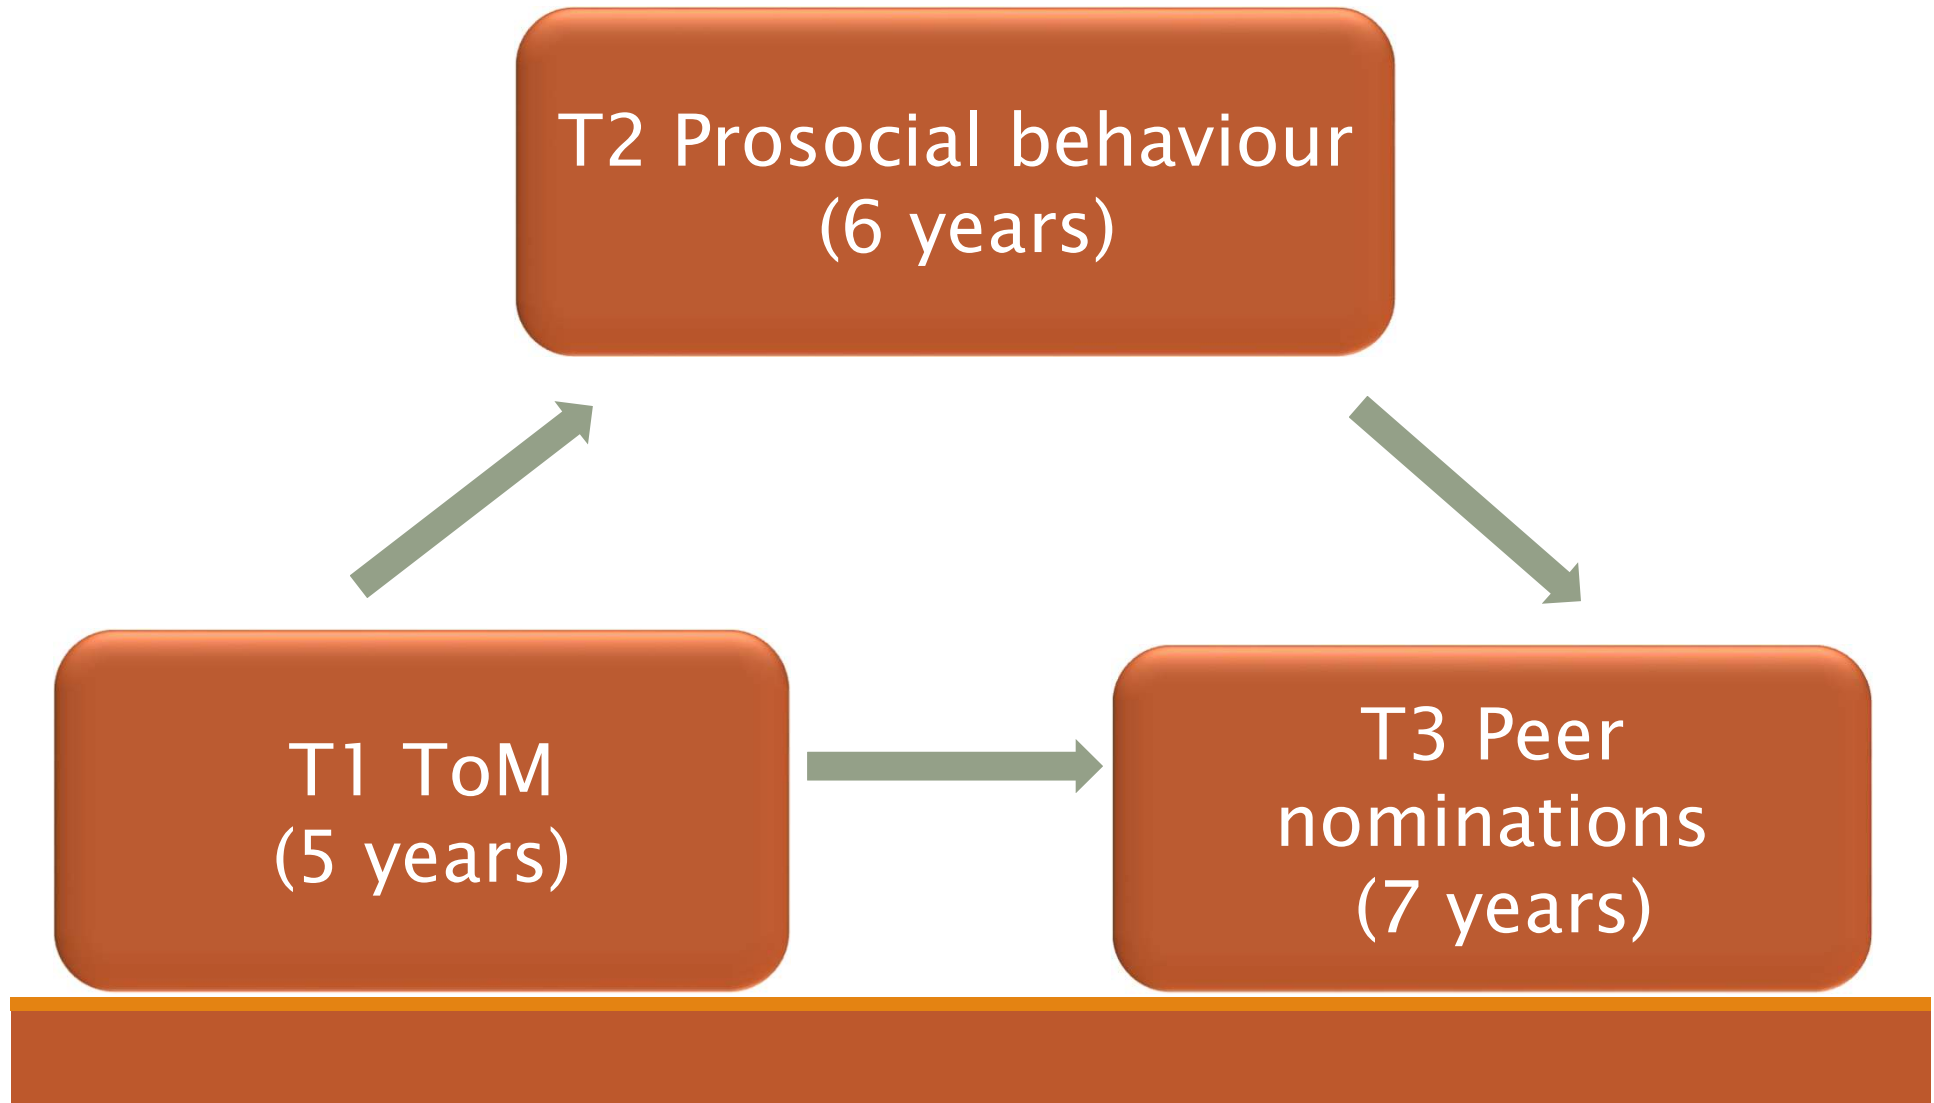 T2 Prosocial behaviour
(6 years)
T1 ToM
(5 years)
T3 Peer
nominations
(7 years)